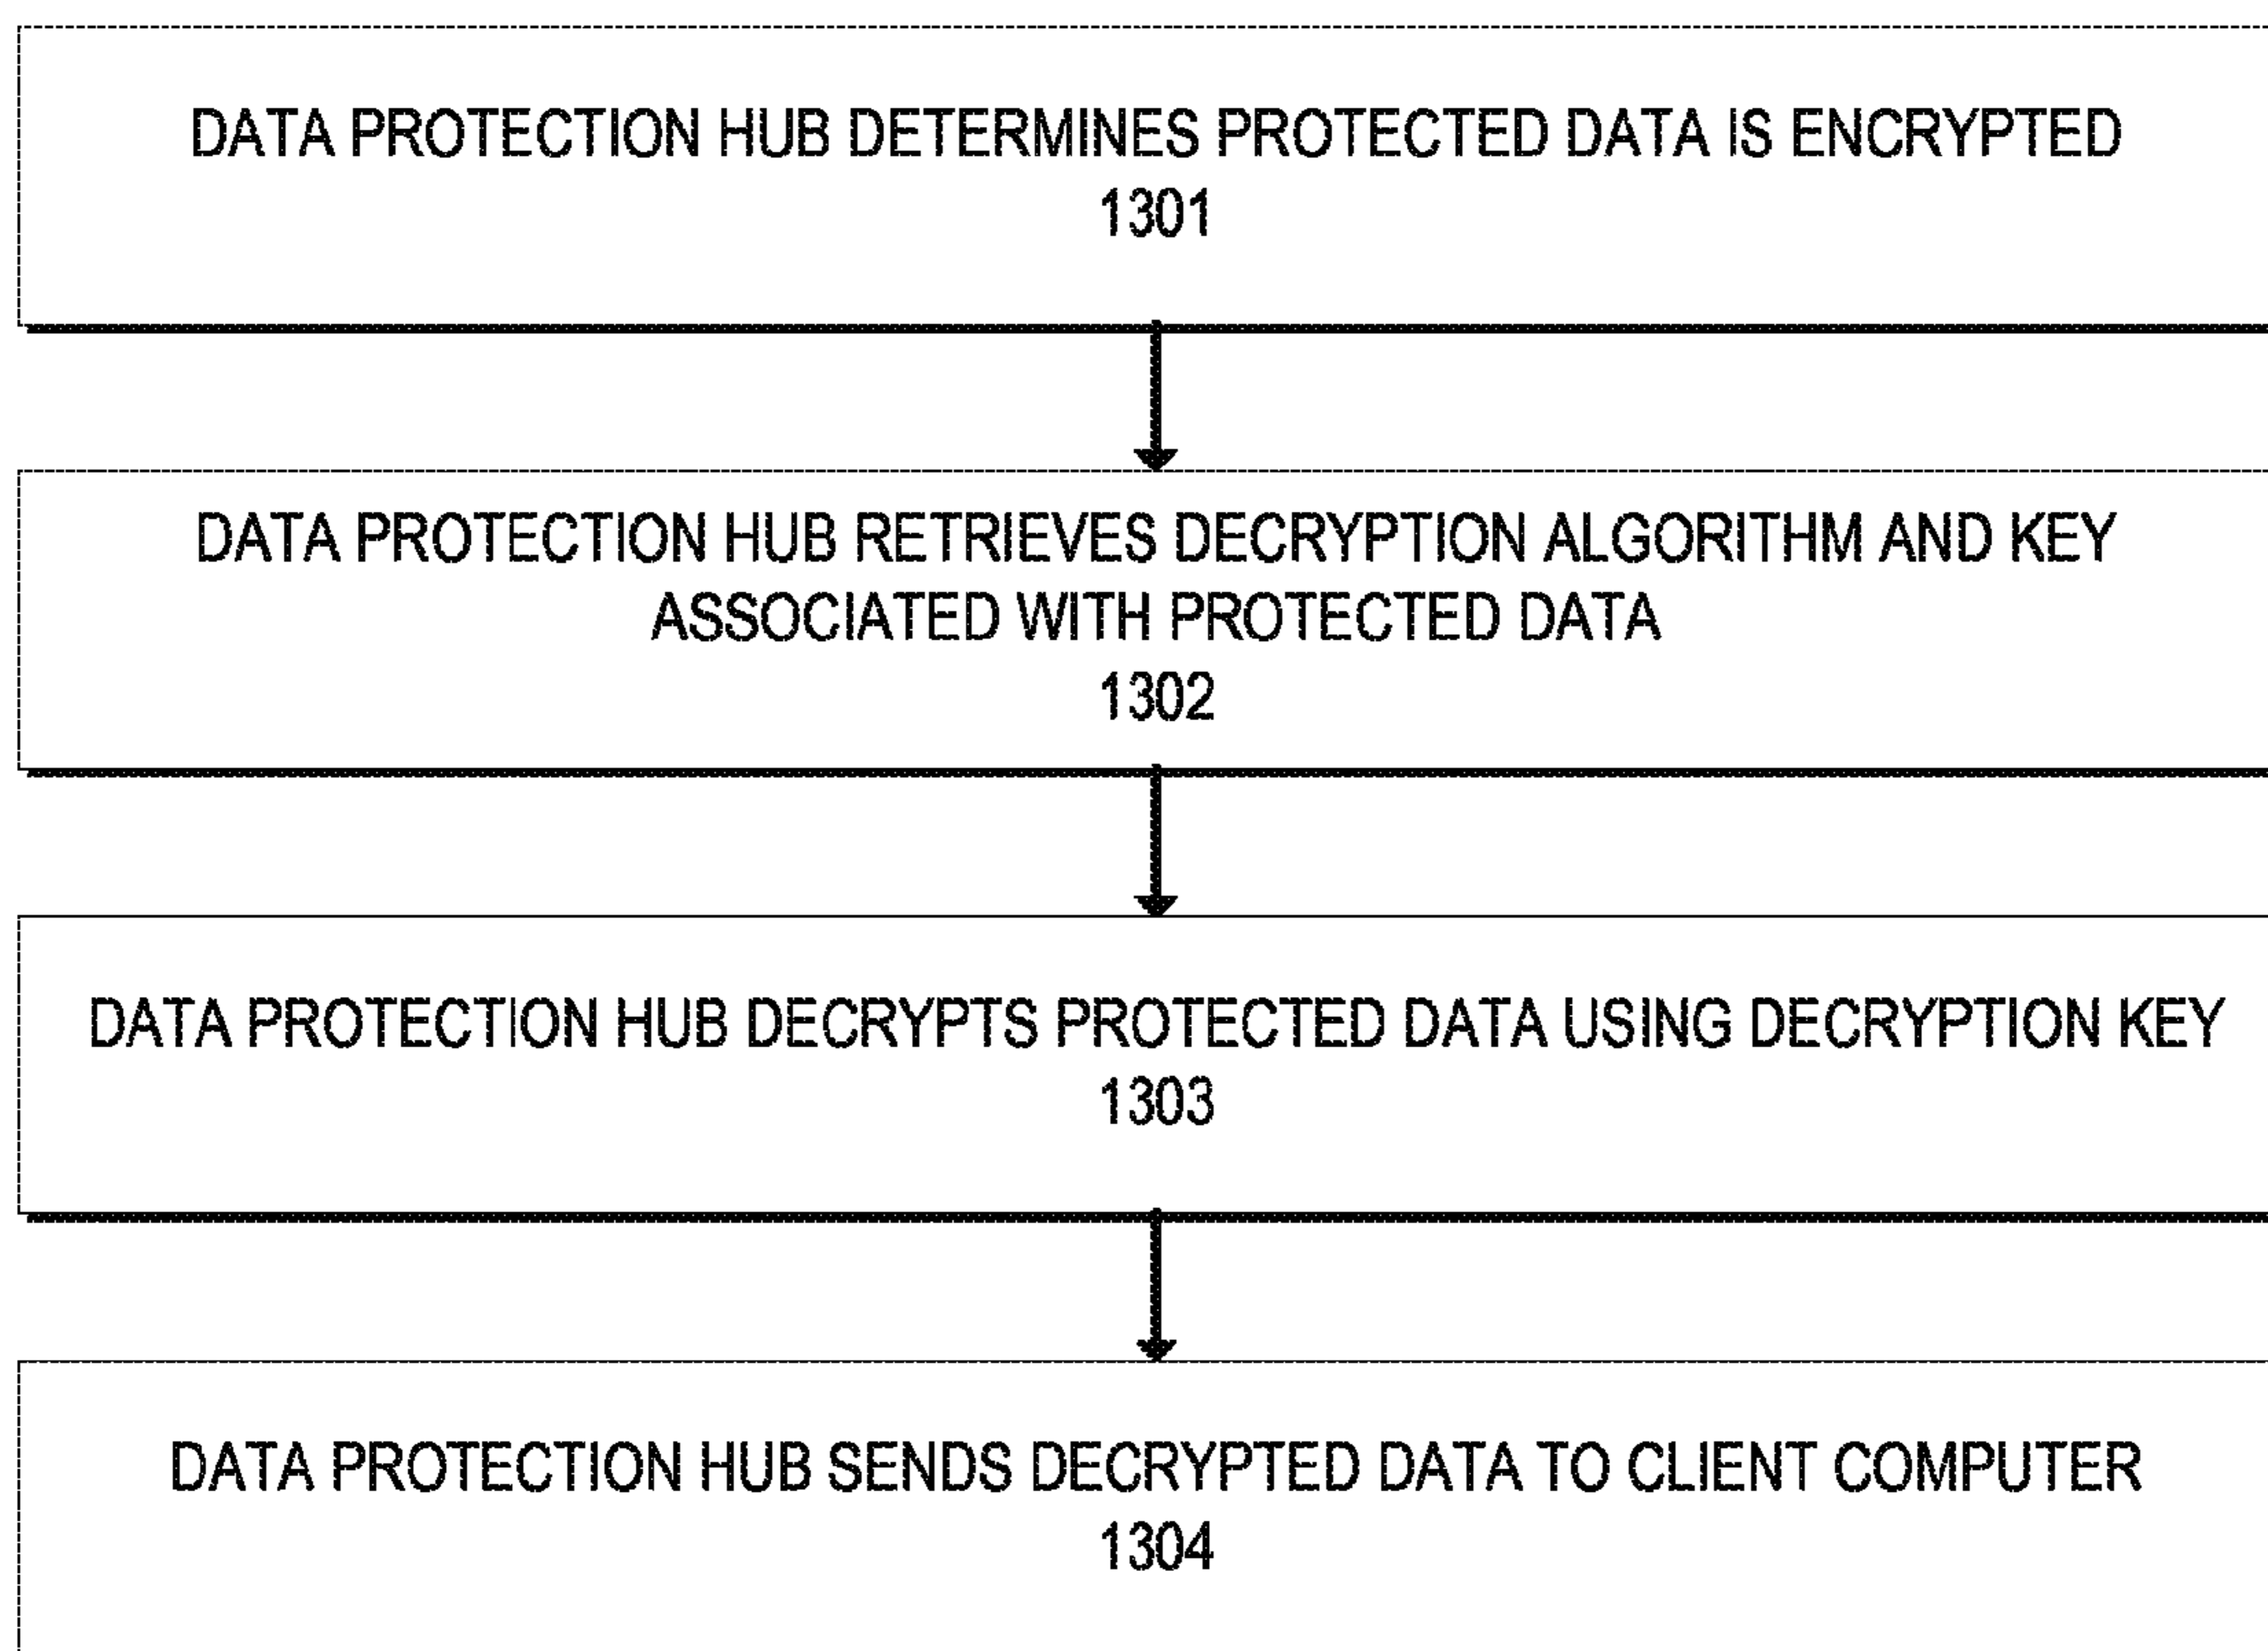 DATA PROTECTION HUB DETERMINES PROTECTED DATA IS ENCRYPTED
1301
DATA PROTECTION HUB RETRIEVES DECRYPTION ALGORITHM AND KEY
ASSOCIATED WITH PROTECTED DATA
1302
DATA PROTECTION HUB DECRYPTS PROTECTED DATA USING DECRYPTION KEY
1303
DATA PROTECTION HUB SENDS DECRYPTED DATA TO CLIENT COMPUTER
1304